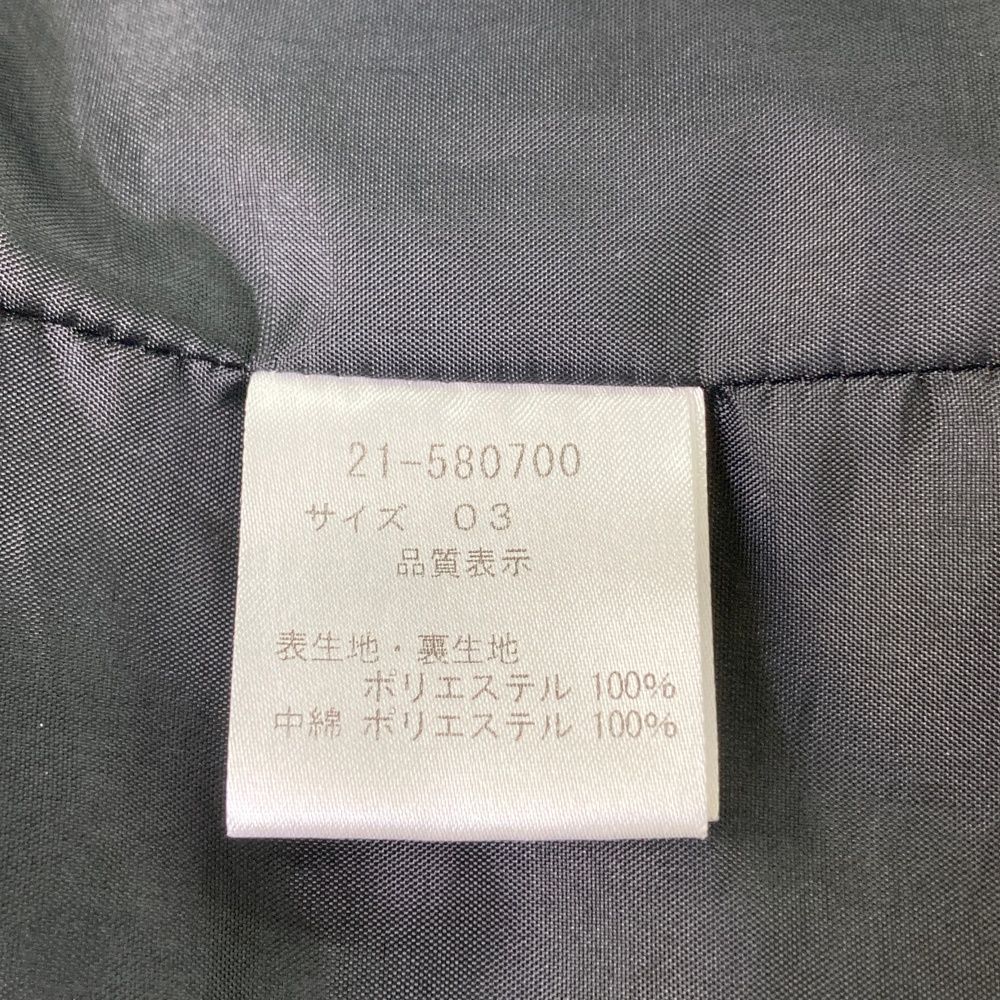 21-580700
サイズ 03
品質表示
表生地・裏生地
ポリエステル 100%
中綿 ポリエステル 100%